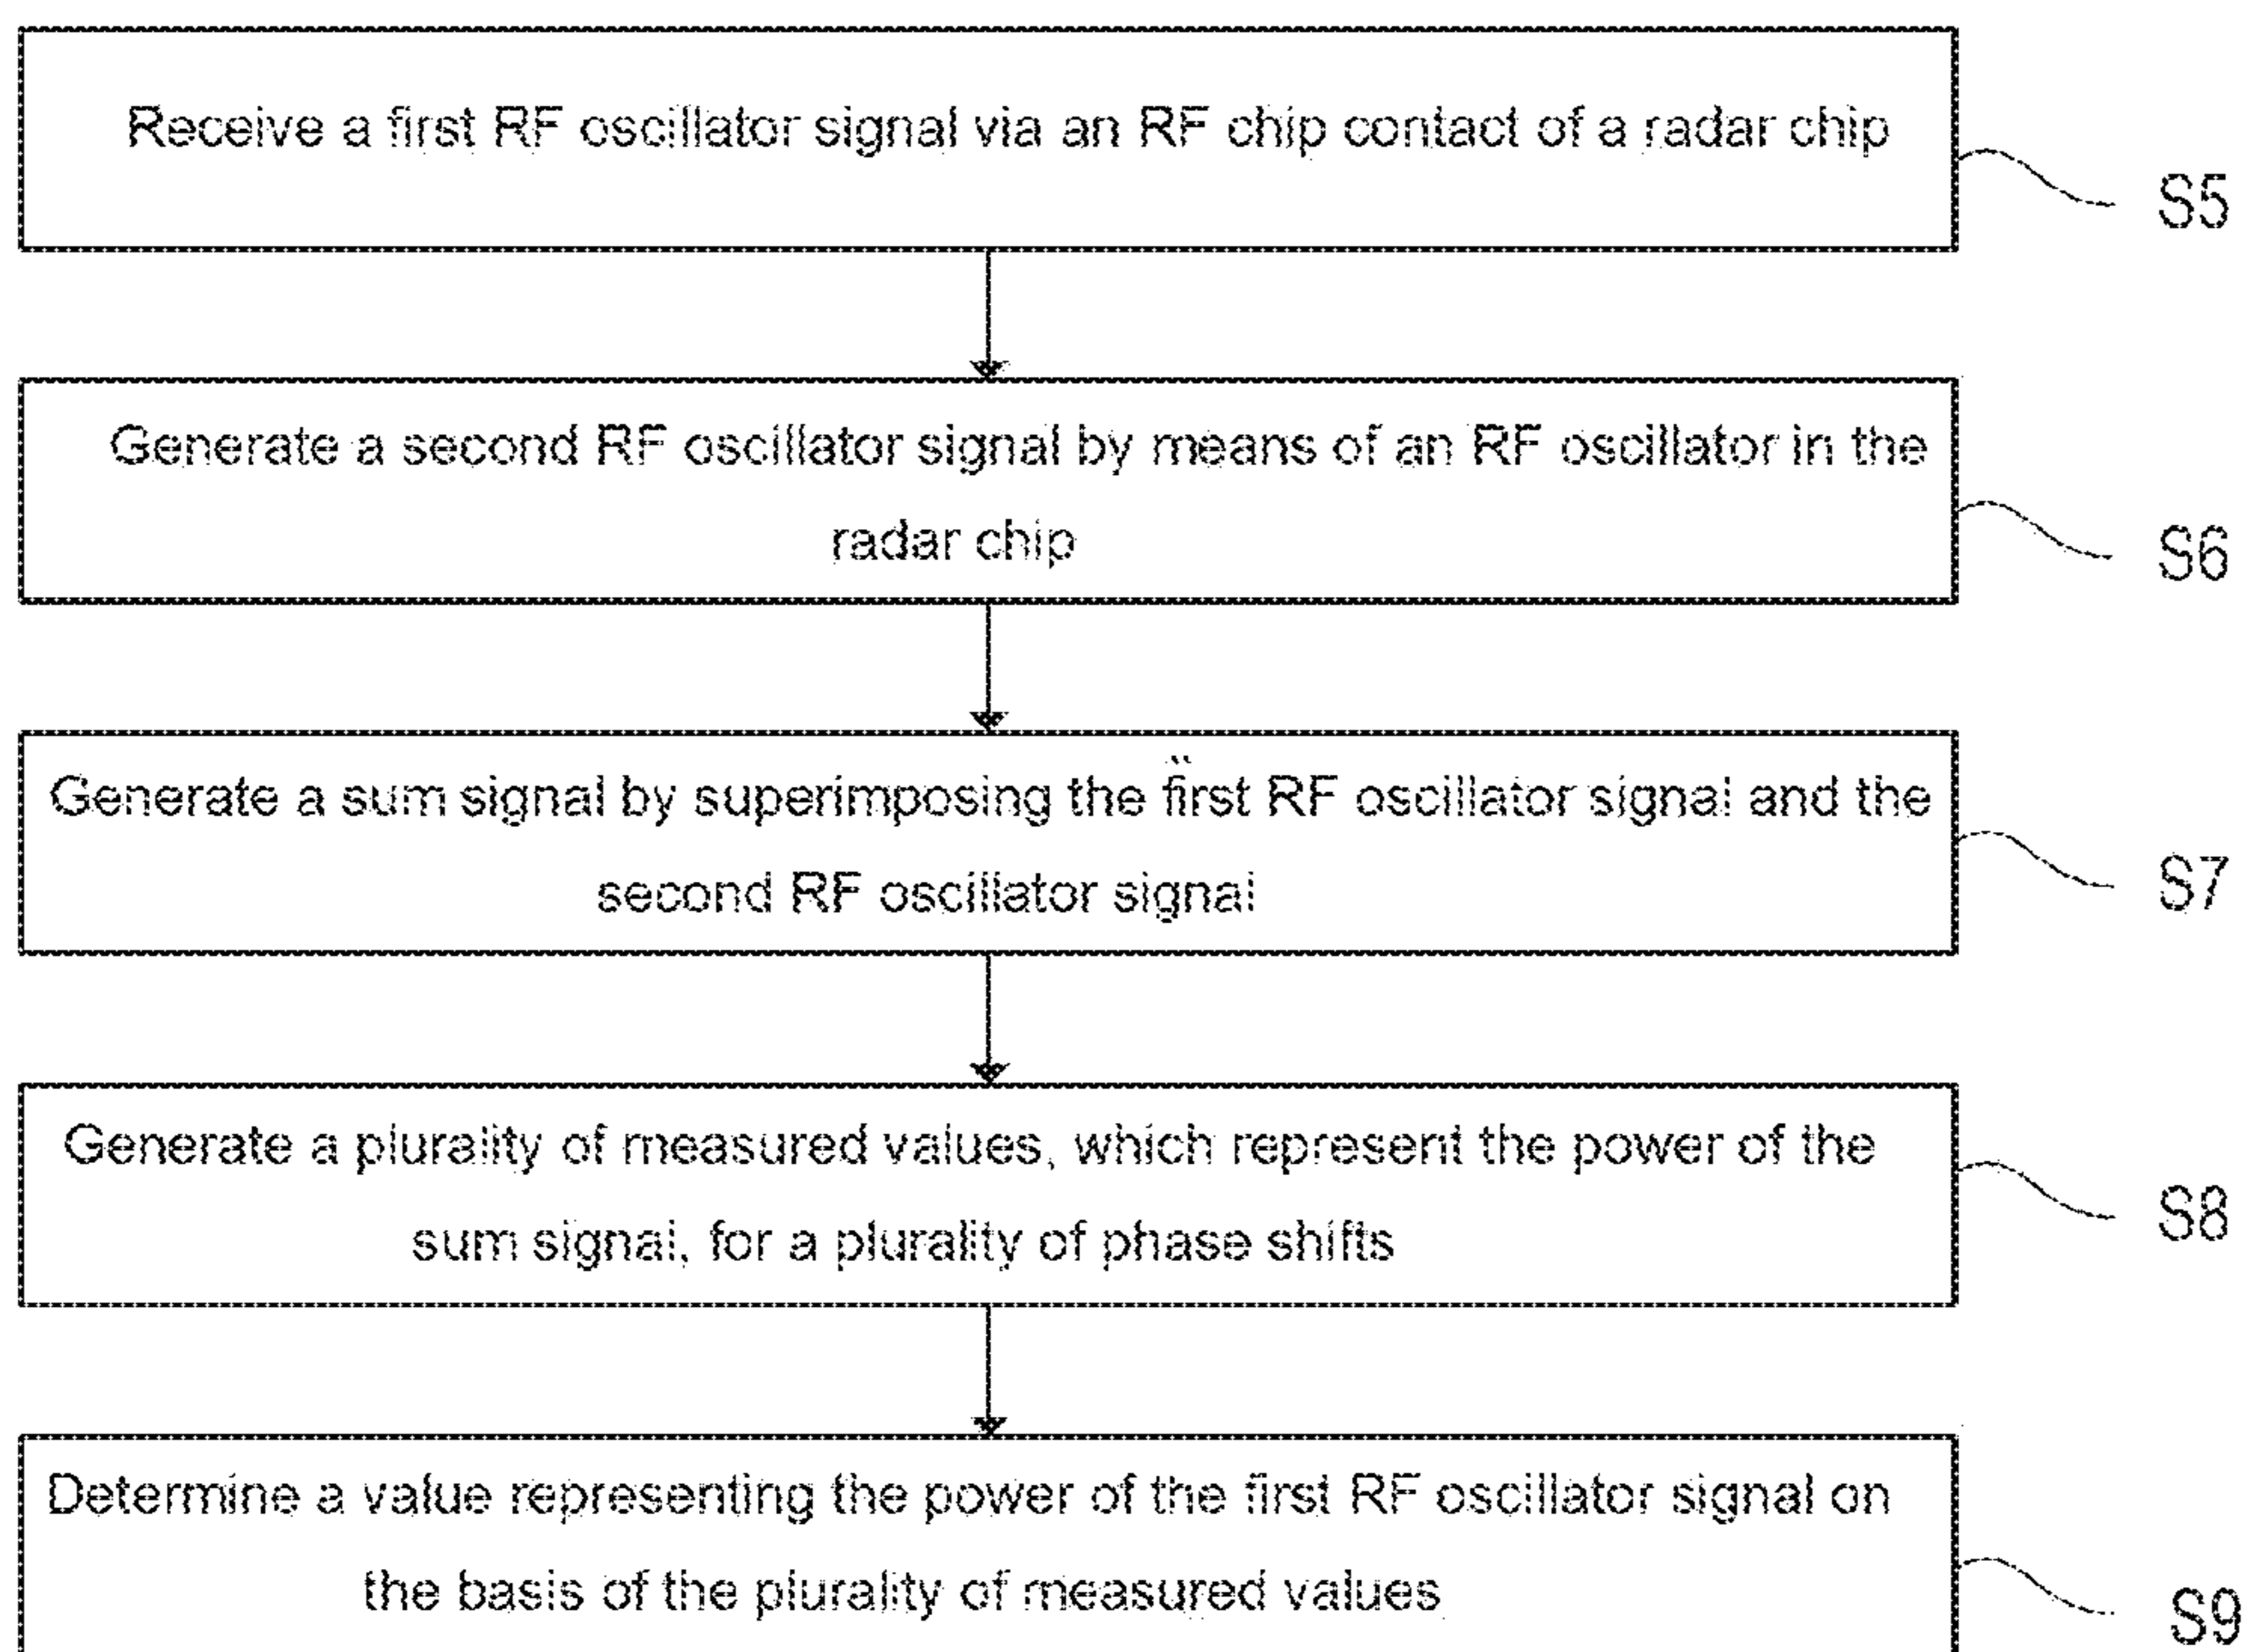 Receive a first RF oscillator signal via an RF chip contact of a radar chip
S5
Generate a second RF oscillator signal by means of an RF oscillator in the
radar chip
S6
Generate a sum signal by superimposing the first RF oscillator signal and the
second RF oscillator signal
S7
Generate a plurality of measured values, which represent the power of the
sum signal, for a plurality of phase shifts
S8
Determine a value representing the power of the first RF oscillator signal on
the basis of the plurality of measured values
S9